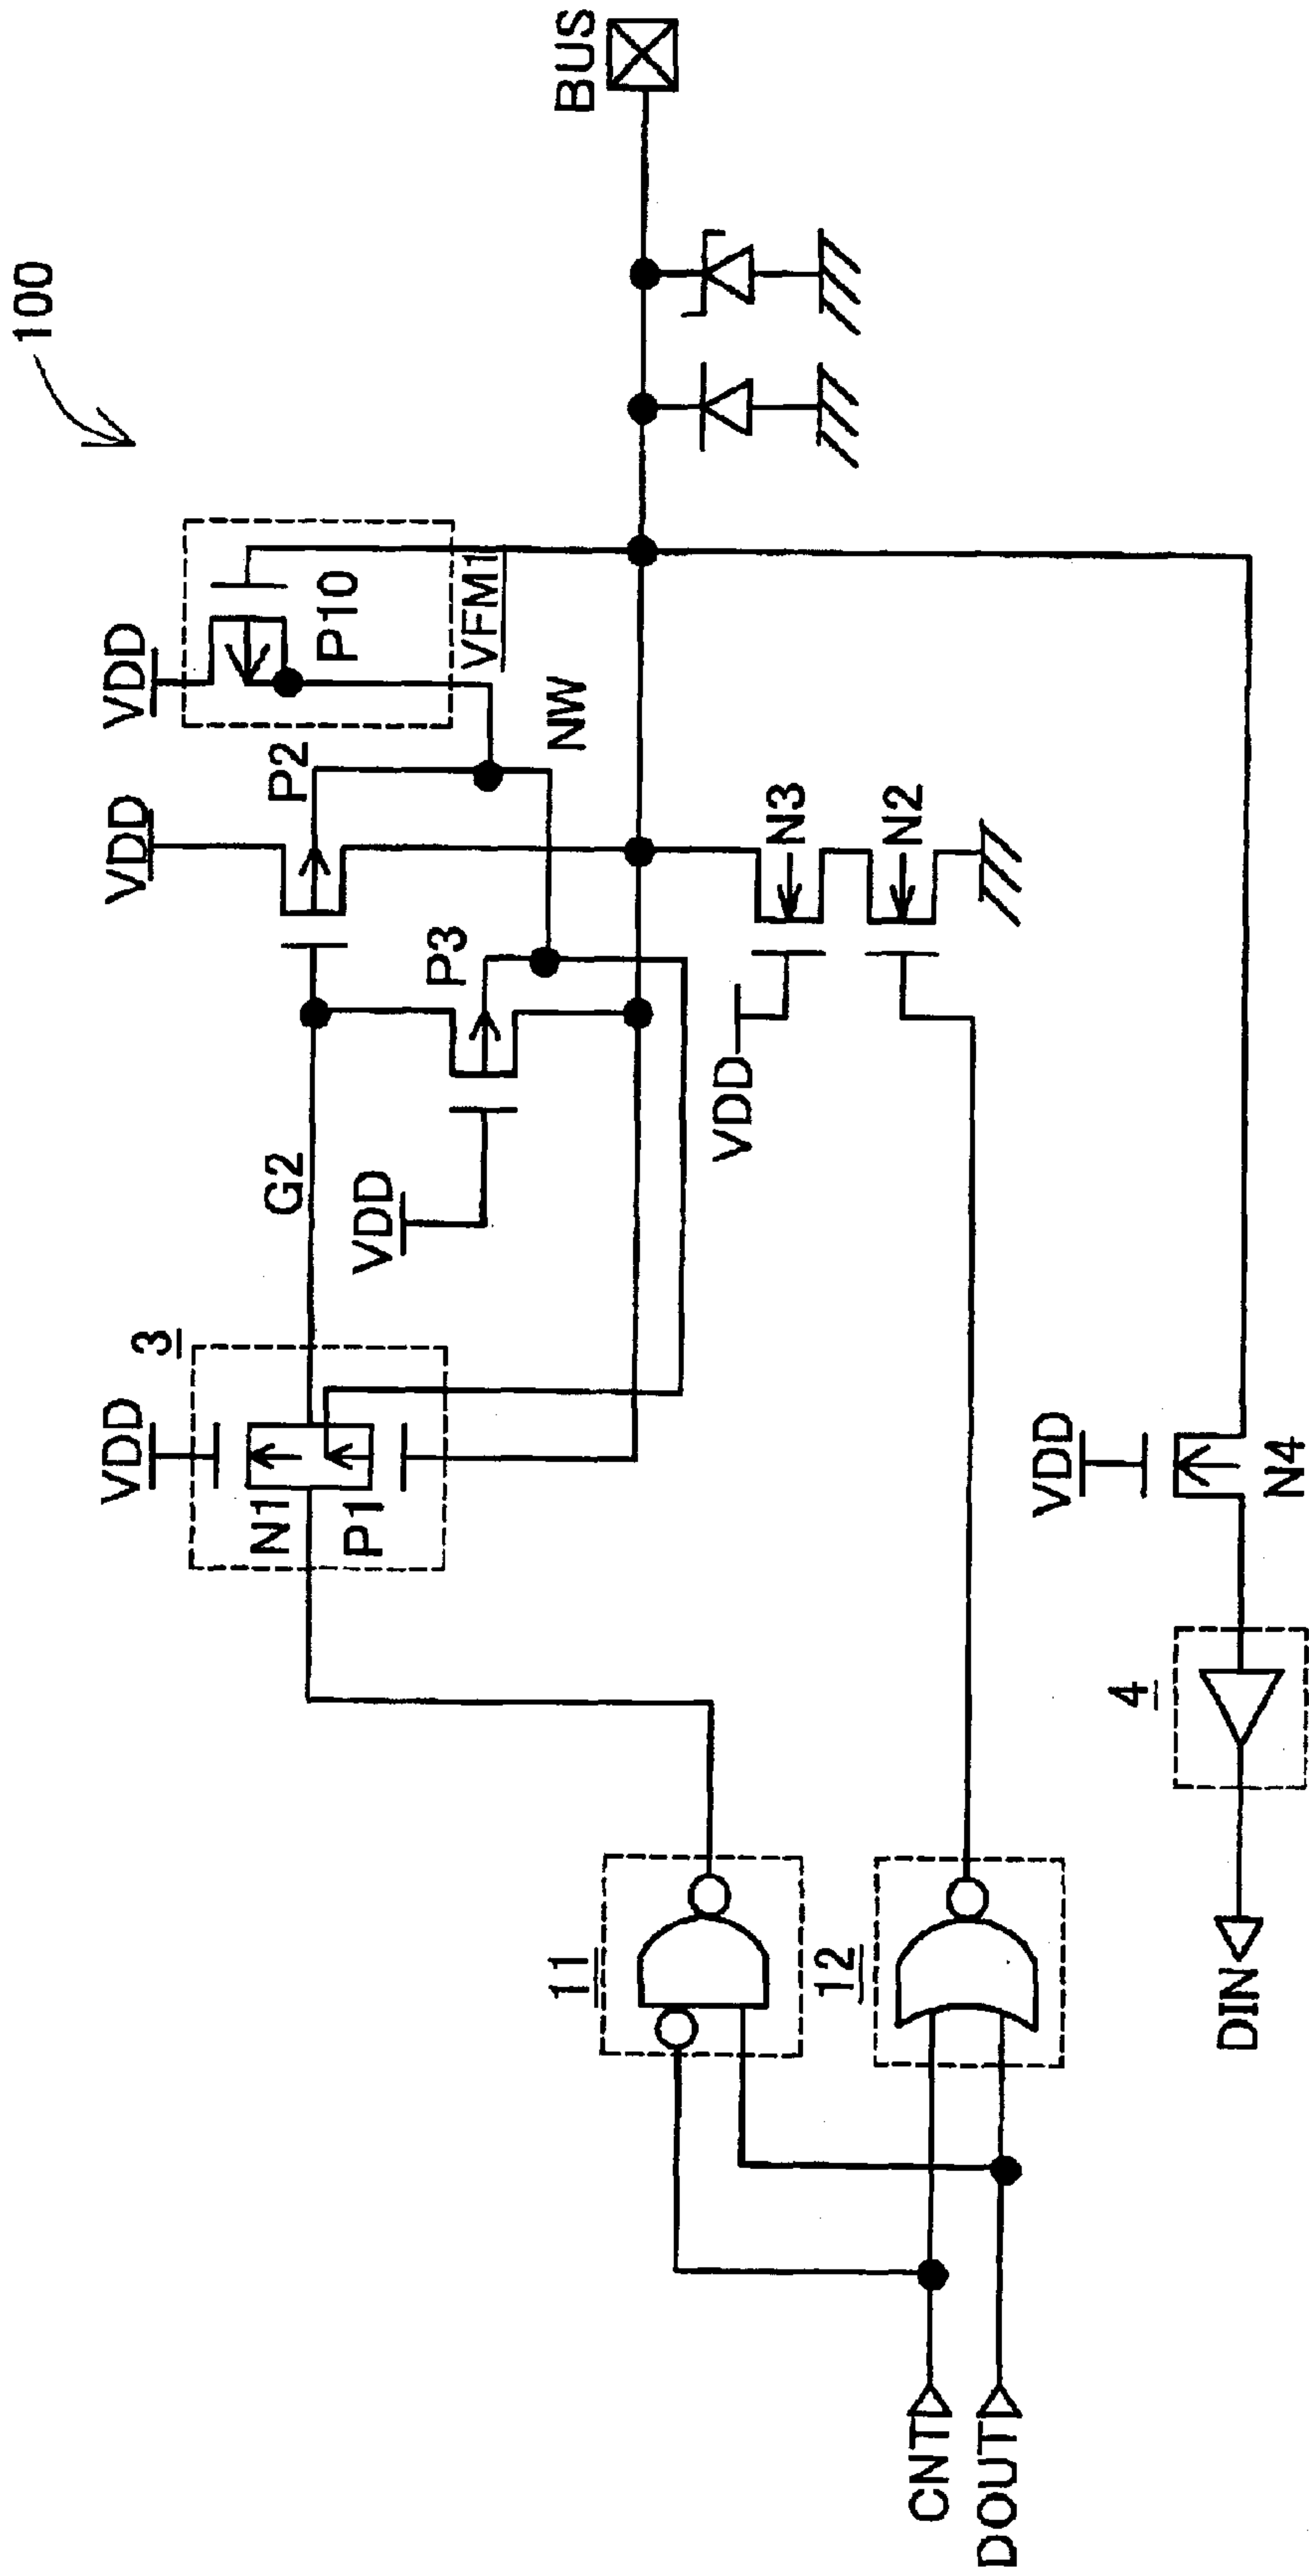 100
BUS
VDD
P10
VFM1
VDD
P2
NW
P3
VDD
G2
VDD
N3
N2
3
VDD
N1
P1
VDD
N4
4
11
12
DIN
CNT
DOUT